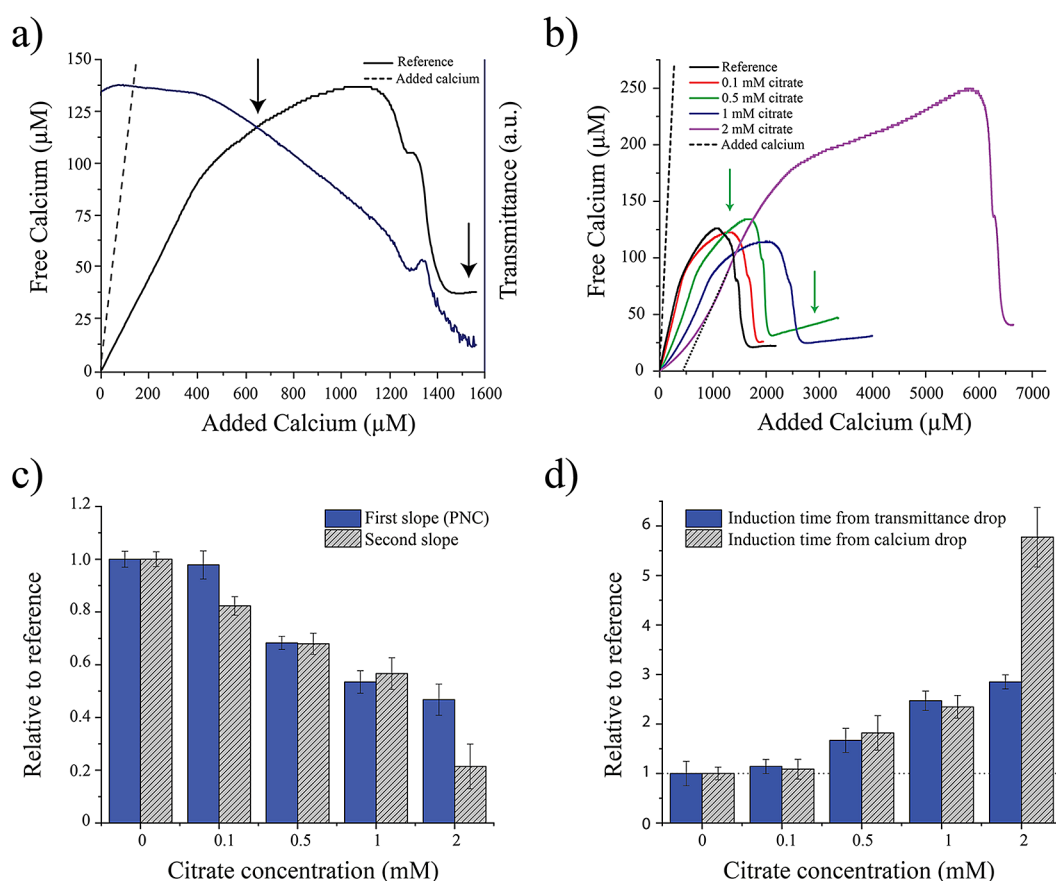 a)
Free Calcium (µM)
150
125
100
75
50
25
0
Reference
Added calcium
Transmittance (a.u.)
0 200 400 600 800 1000 1200 1400 1600
Added Calcium (µM)
b)
Free Calcium (µM)
250
200
150
100
50
0
Reference
0.1 mM citrate
0.5 mM citrate
1 mM citrate
2 mM citrate
Added calcium
0 1000 2000 3000 4000 5000 6000 7000
Added Calcium (µM)
c)
Relative to reference
1.2
1.0
0.8
0.6
0.4
0.2
0
First slope (PNC)
Second slope
0 0.1 0.5 1 2
Citrate concentration (mM)
d)
Relative to reference
6
5
3
2
1
0
Induction time from transmittance drop
Induction time from calcium drop
0 0.1 0.5 1 2
Citrate concentration (mM)